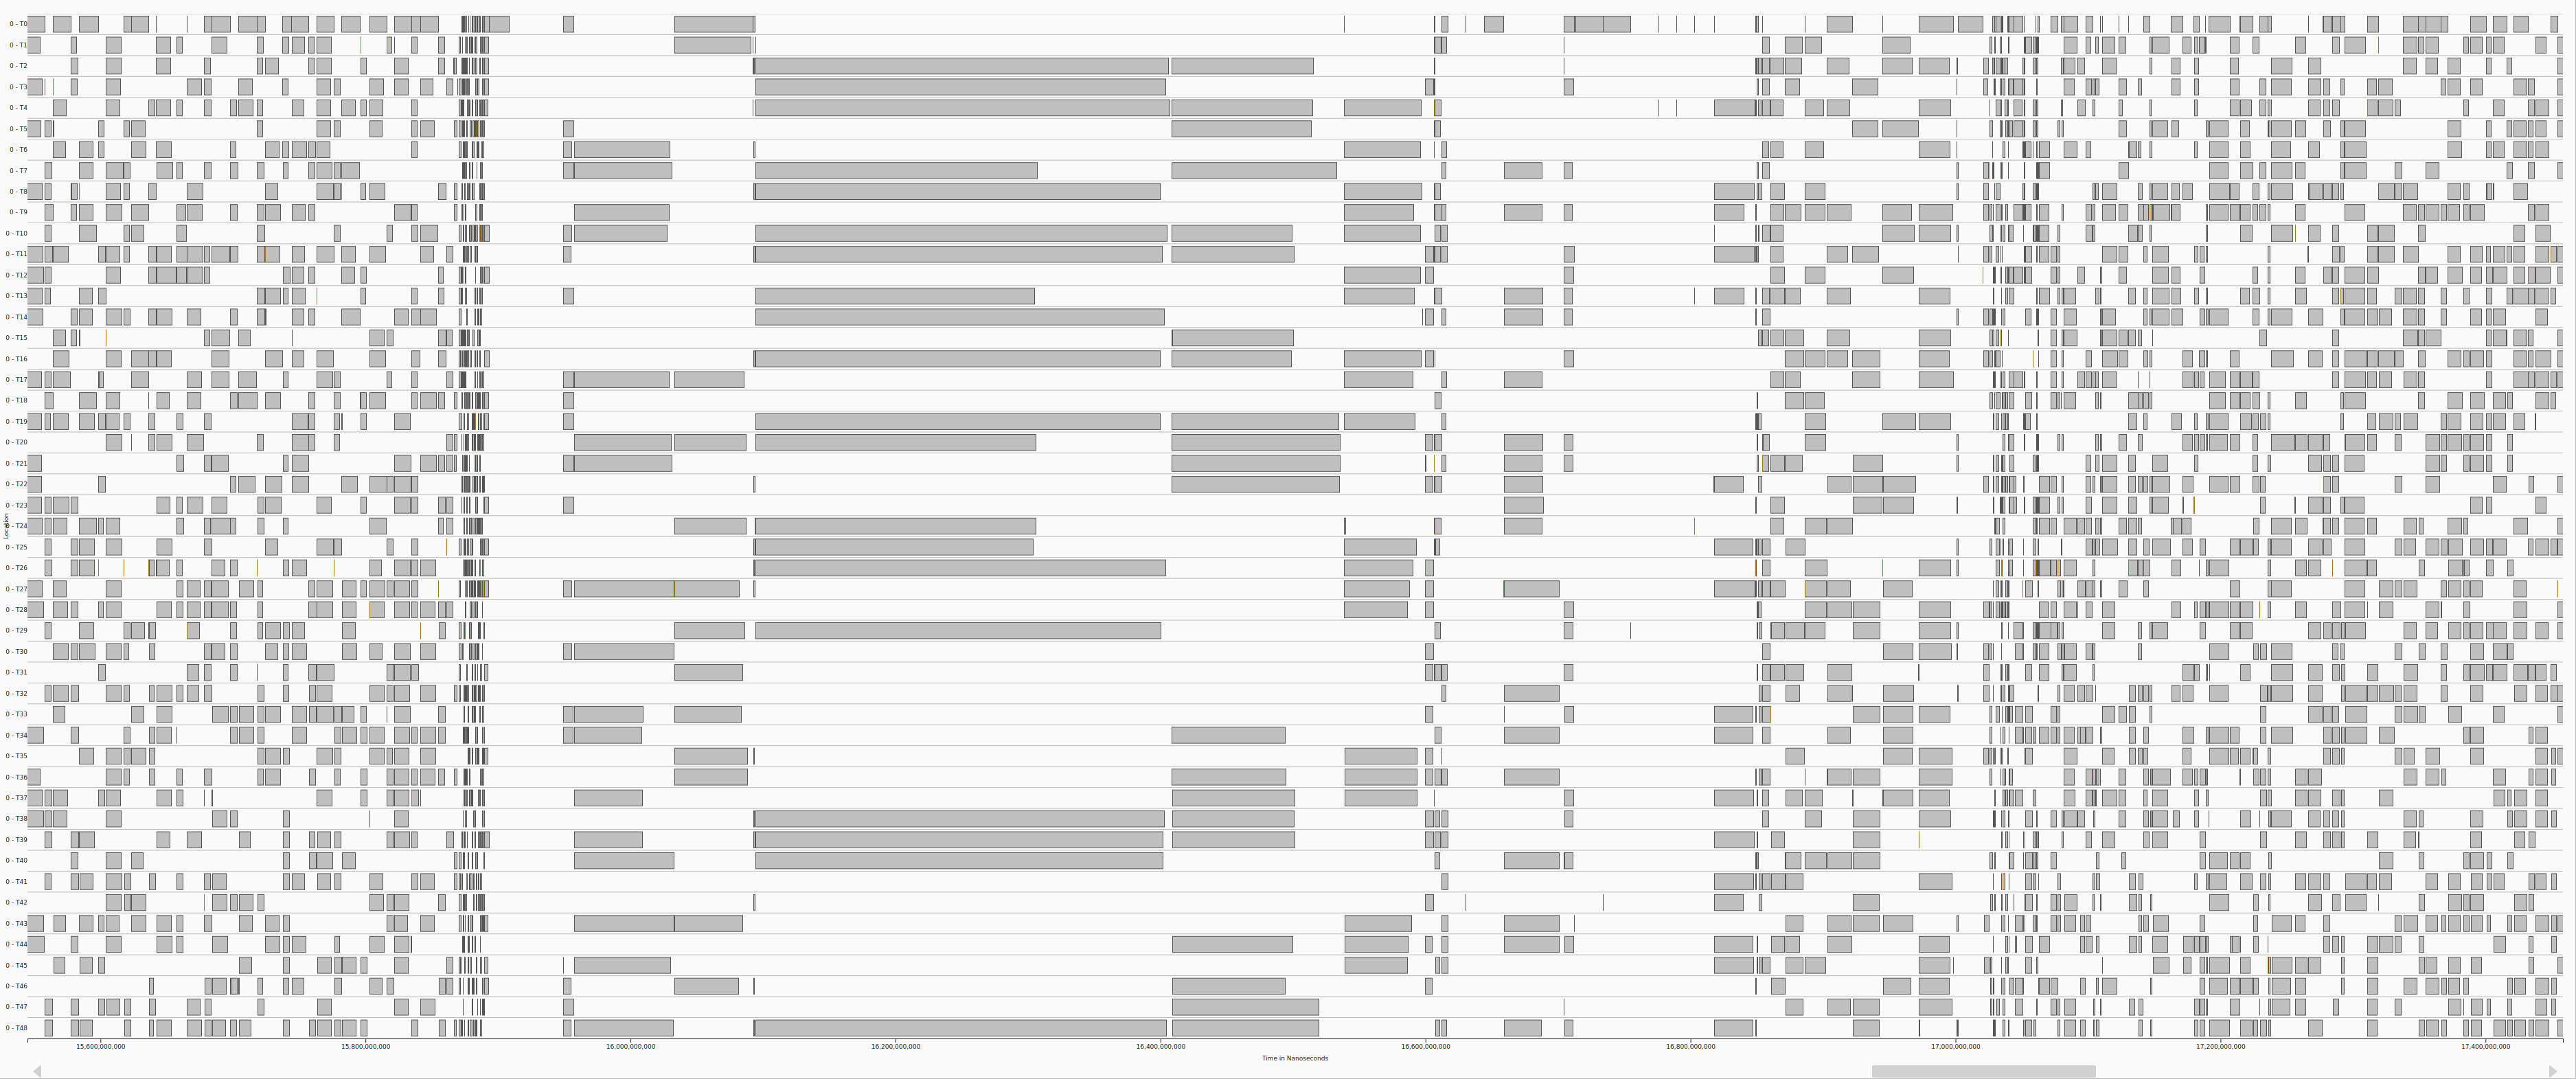 0 - T0
0 - T1
0 - T2
0 - T3
0 - T4
0 - T5
0 - T6
0 - T7
0 - T8
0 - T9
0 - T10
0 - T11
0 - T12
0 - T13
0 - T14
0 - T15
0 - T16
0 - T17
0 - T18
0 - T19
0 - T20
0 - T21
0 - T22
0 - T23
Location
0 - T24
0 - T25
0 - T26
0 - T27
0 - T28
0 - T29
0 - T30
0 - T31
0 - T32
0 - T33
0 - T34
0 - T35
0 - T36
0 - T37
0 - T38
0 - T39
0 - T40
0 - T41
0 - T42
0 - T43
0 - T44
0 - T45
0 - T46
0 - T47
0 - T48
15,600,000,000 15,800,000,000 16,000,000,000 16,200,000,000 16,400,000,000 16,600,000,000 16,800,000,000 17,000,000,000 17,200,000,000 17,400,000,000
Time in Nanoseconds